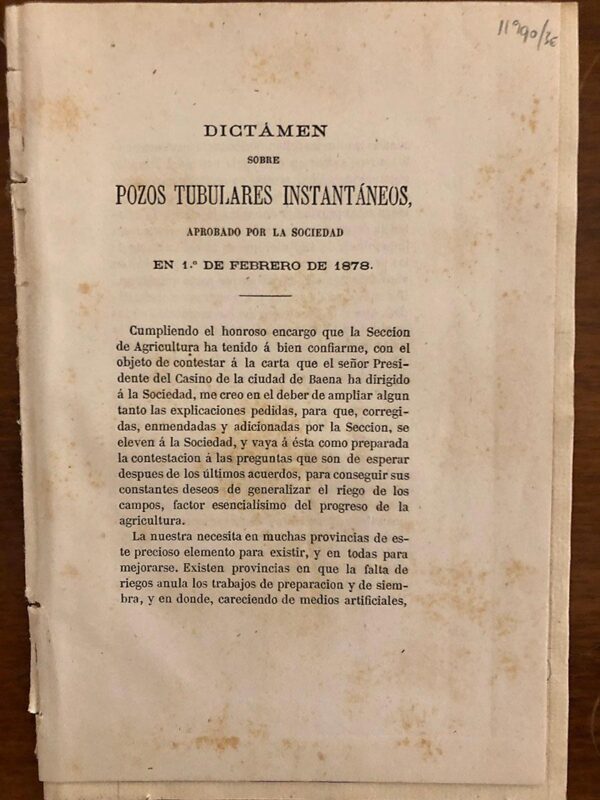 11990/36
DICTÁMEN
SOBRE
POZOS TUBULARES INSTANTÁNEOS,
APROBADO POR LA SOCIEDAD
EN 1.º DE FEBRERO DE 1878.
Cumpliendo el honroso encargo que la Seccion
de Agricultura ha tenido á bien confiarme, con el
objeto de contestar á la carta que el señor Presi-
dente del Casino de la ciudad de Baena ha dirigido
á la Sociedad, me creo en el deber de ampliar algun
tanto las explicaciones pedidas, para que, corregi-
das, enmendadas y adicionadas por la Seccion, se
eleven á la Sociedad, y vaya á ésta como preparada
la contestacion á las preguntas que son de esperar
despues de los últimos acuerdos, para conseguir sus
constantes deseos de generalizar el riego de los
campos, factor esencialísimo del progreso de la
agricultura.
La nuestra necesita en muchas provincias de es-
te precioso elemento para existir, y en todas para
mejorarse. Existen provincias en que la falta de
riegos anula los trabajos de preparacion y de siem-
bra, y en donde, careciendo de medios artificiales,